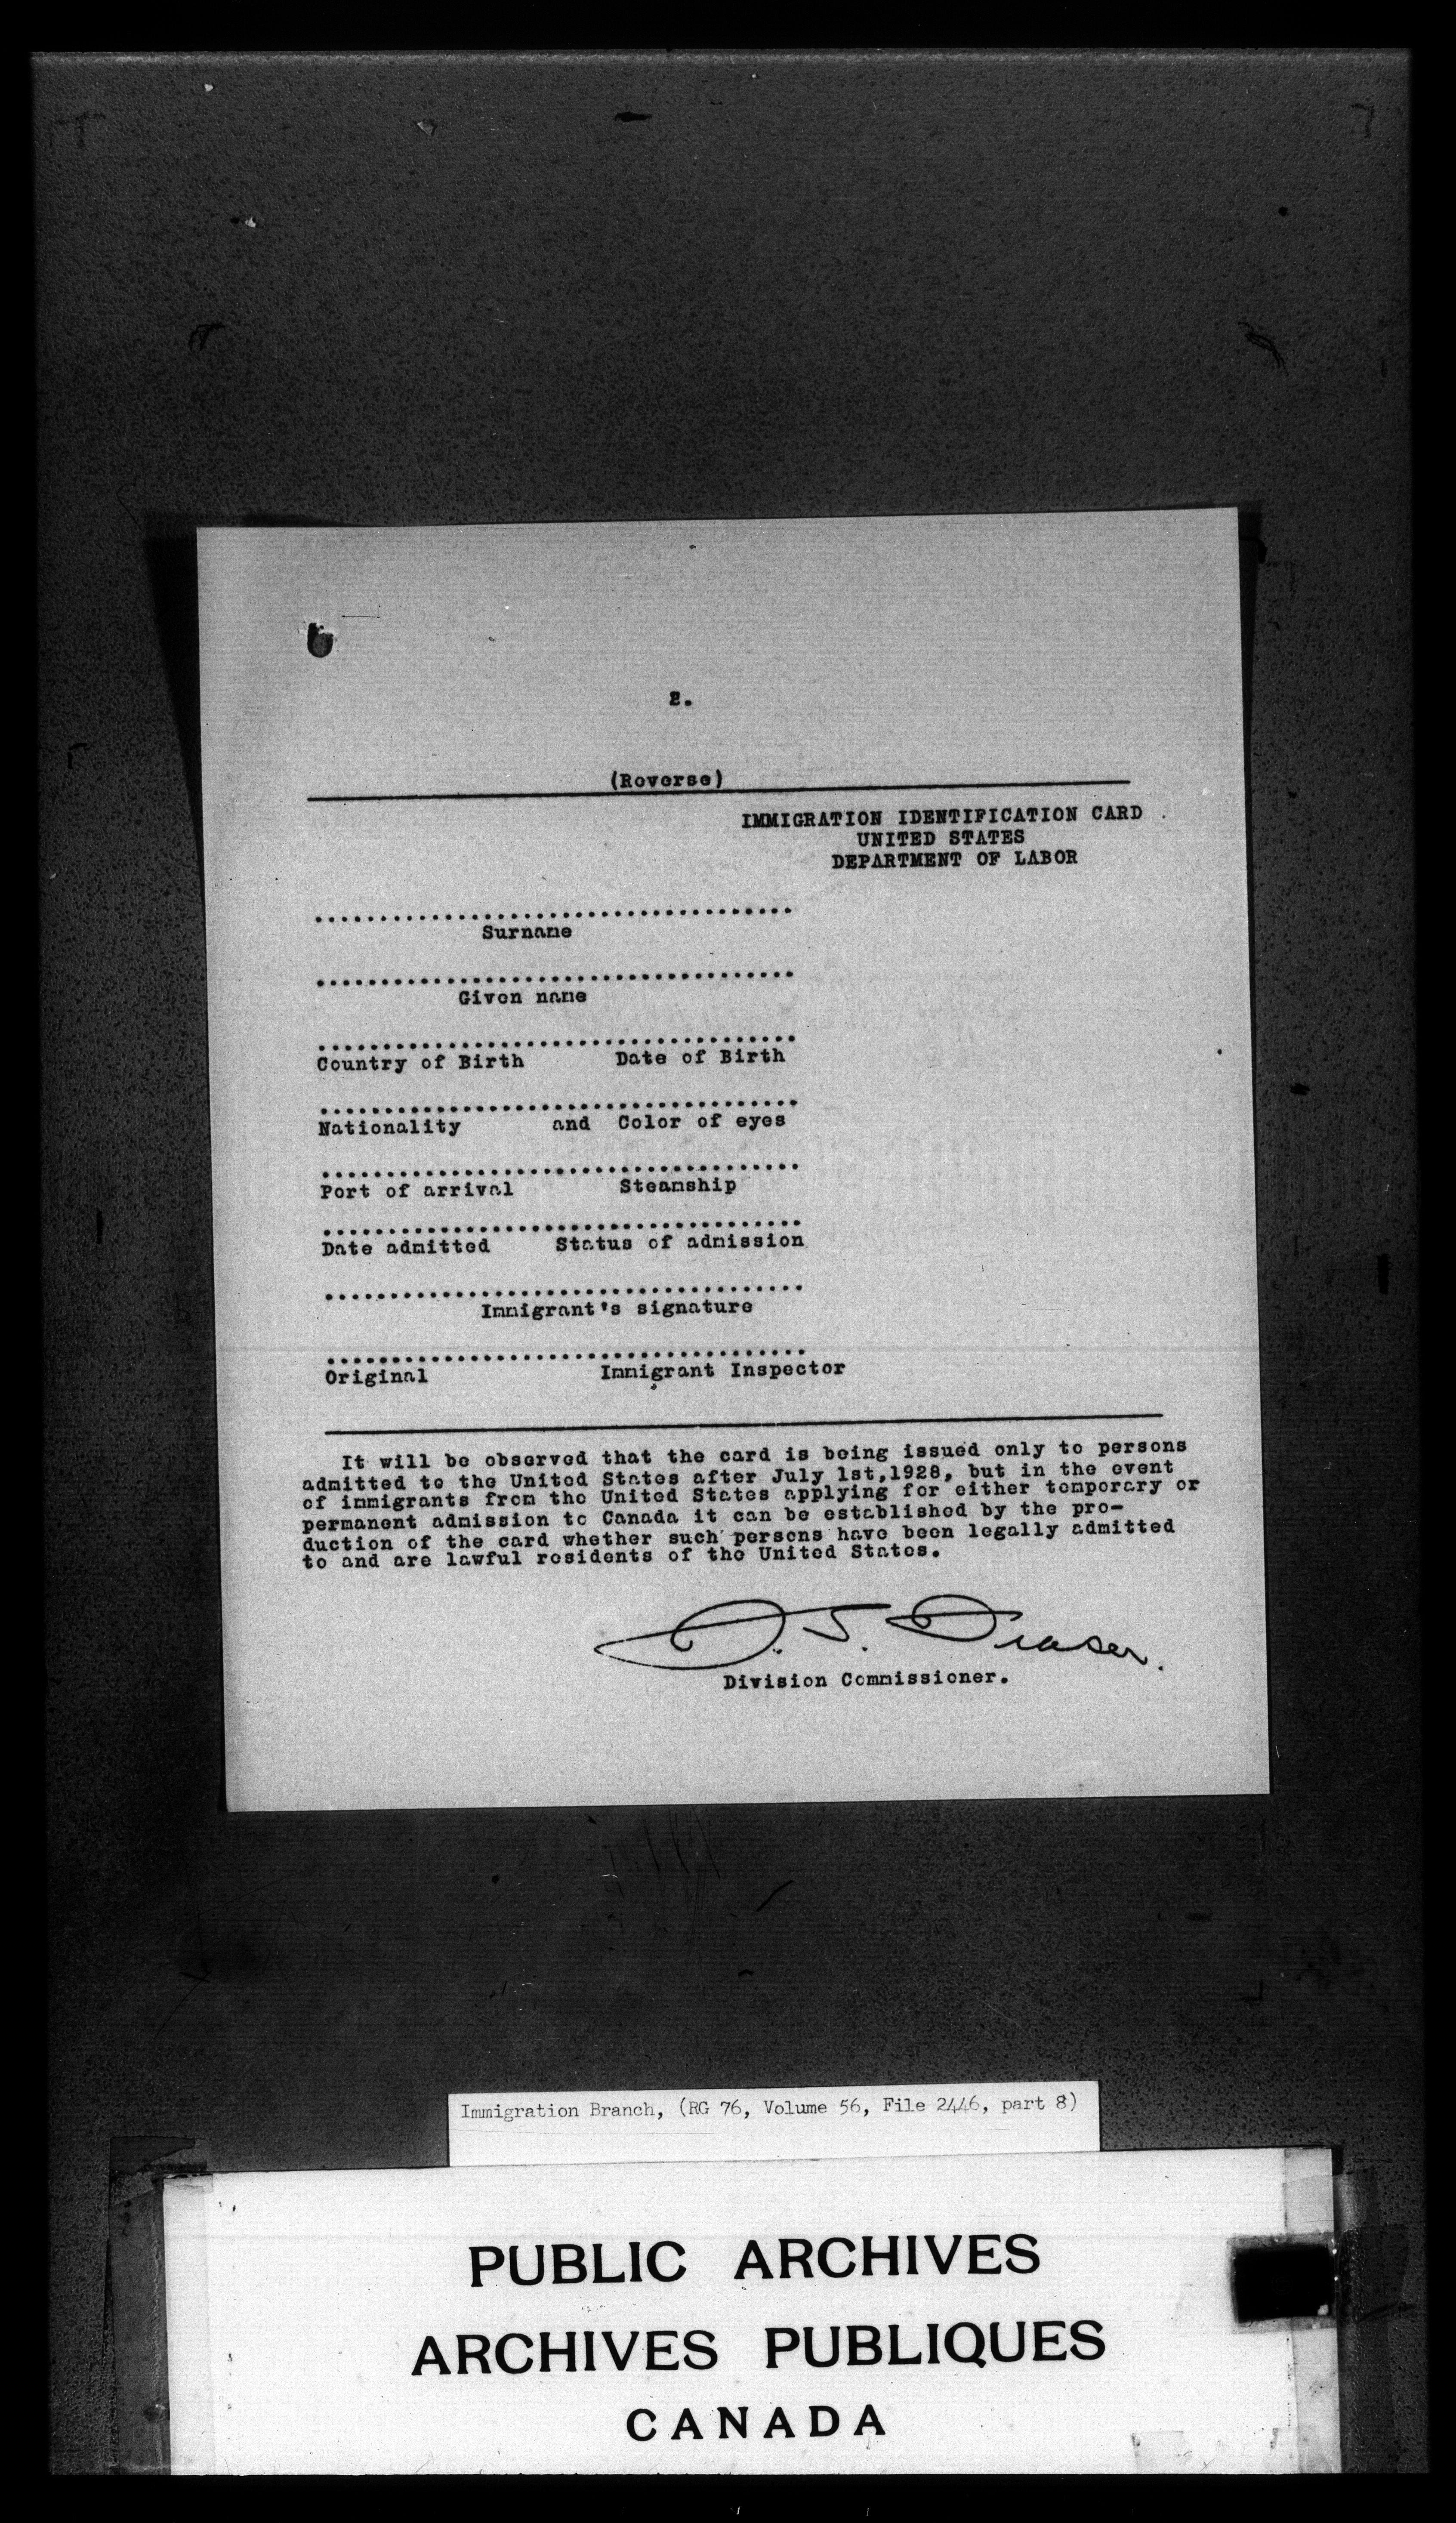 2.
(Reverse)
IMMIGRATION IDENTIFICATION CARD
UNITED STATES
DEPARTMENT OF LABOR
.....................................
Surname
.....................................
Given name
.....................................
Country of Birth Date of Birth
.....................................
Nationality and Color of eyes
.....................................
Port of arrival Steamship
.....................................
Date admitted Status of admission
.....................................
Immigrant's signature
.....................................
Original Immigrant Inspector
It will be observed that the card is being issued only to persons
admitted to the United States after July 1st,1928, but in the event
of immigrants from the United States applying for either temporary or
permanent admission to Canada it can be established by the pro-
duction of the card whether such persons have been legally admitted
to and are lawful residents of the United States.
Fraser.
Division Commissioner.
Immigration Branch, (RG 76, Volume 56, File 2446, part 8)
PUBLIC ARCHIVES
ARCHIVES PUBLIQUES
CANADA